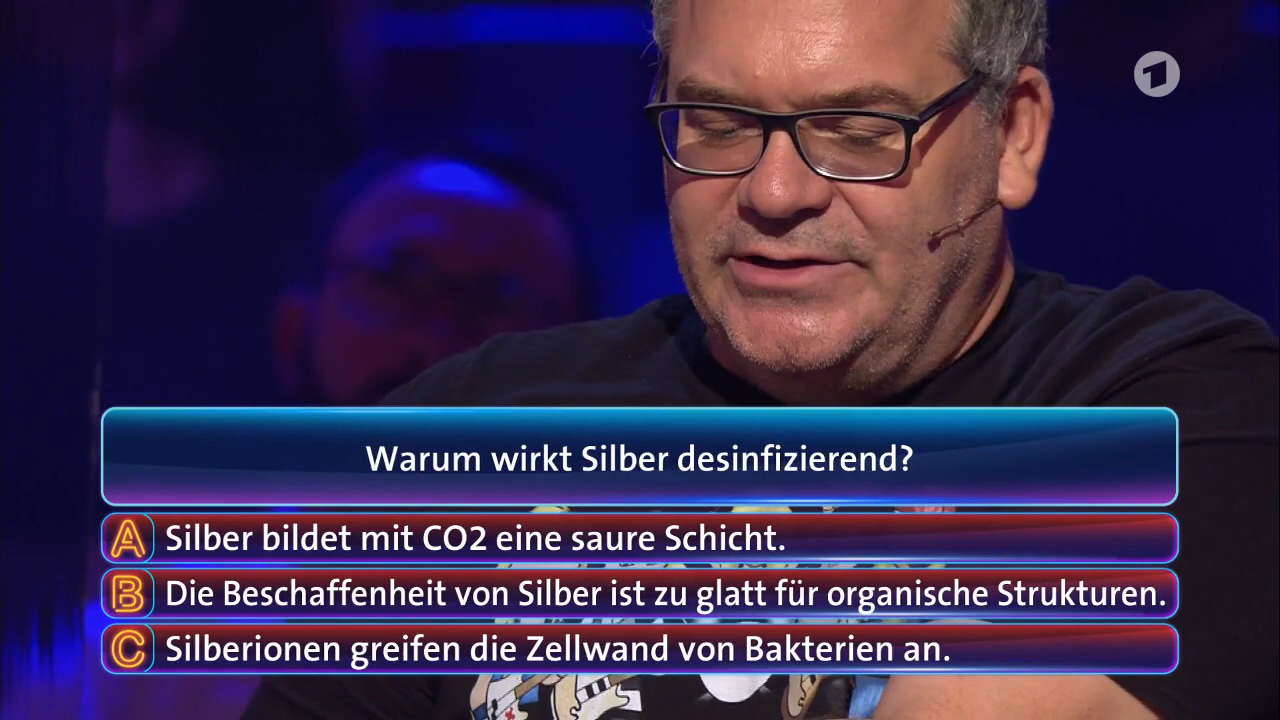 1
Warum wirkt Silber desinfizierend?
A Silber bildet mit CO2 eine saure Schicht.
B Die Beschaffenheit von Silber ist zu glatt für organische Strukturen.
C Silberionen greifen die Zellwand von Bakterien an.